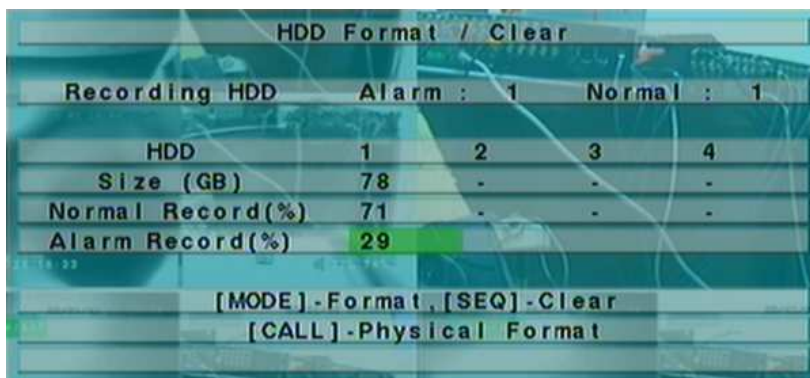 HDD Format / Clear
Recording HDD Alarm : 1 Normal : 1
HDD 1 2 3 4
Size (GB) 78 - - -
Normal Record(%) 71 - - -
Alarm Record(%) 29
[MODE]-Format,[SEQ]-Clear
[CALL]-Physical Format